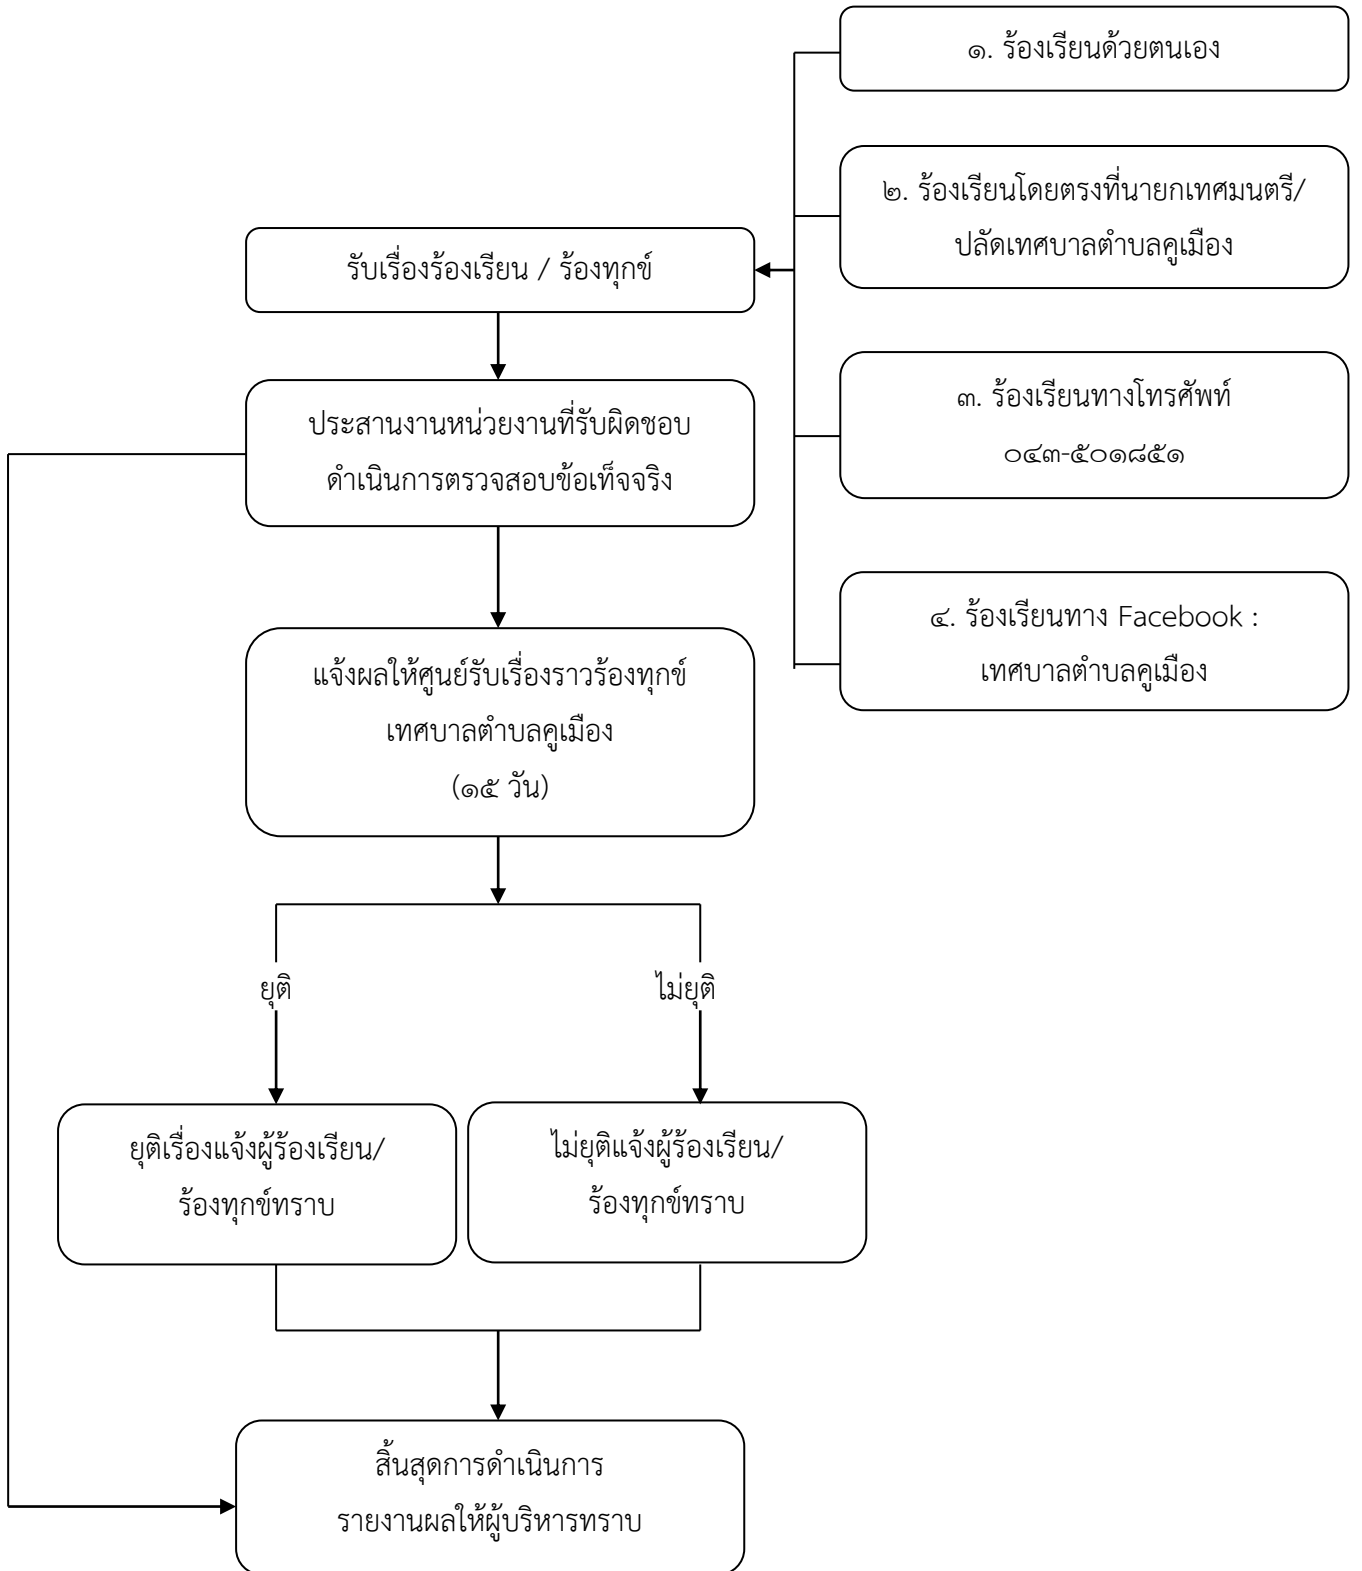 ๑. ร้องเรียนด้วยตนเอง
๒. ร้องเรียนโดยตรงที่นายกเทศมนตรี/
ปลัดเทศบาลตำบลคูเมือง
รับเรื่องร้องเรียน / ร้องทุกข์
๓. ร้องเรียนทางโทรศัพท์
๐๔๓-๕๐๑๘๕๑
ประสานงานหน่วยงานที่รับผิดชอบ
ดำเนินการตรวจสอบข้อเท็จจริง
๔. ร้องเรียนทาง Facebook :
เทศบาลตำบลคูเมือง
แจ้งผลให้ศูนย์รับเรื่องราวร้องทุกข์
เทศบาลตำบลคูเมือง
(๑๕ วัน)
ยุติ
ไม่ยุติ
ยุติเรื่องแจ้งผู้ร้องเรียน/
ร้องทุกข์ทราบ
ไม่ยุติแจ้งผู้ร้องเรียน/
ร้องทุกข์ทราบ
สิ้นสุดการดำเนินการ
รายงานผลให้ผู้บริหารทราบ